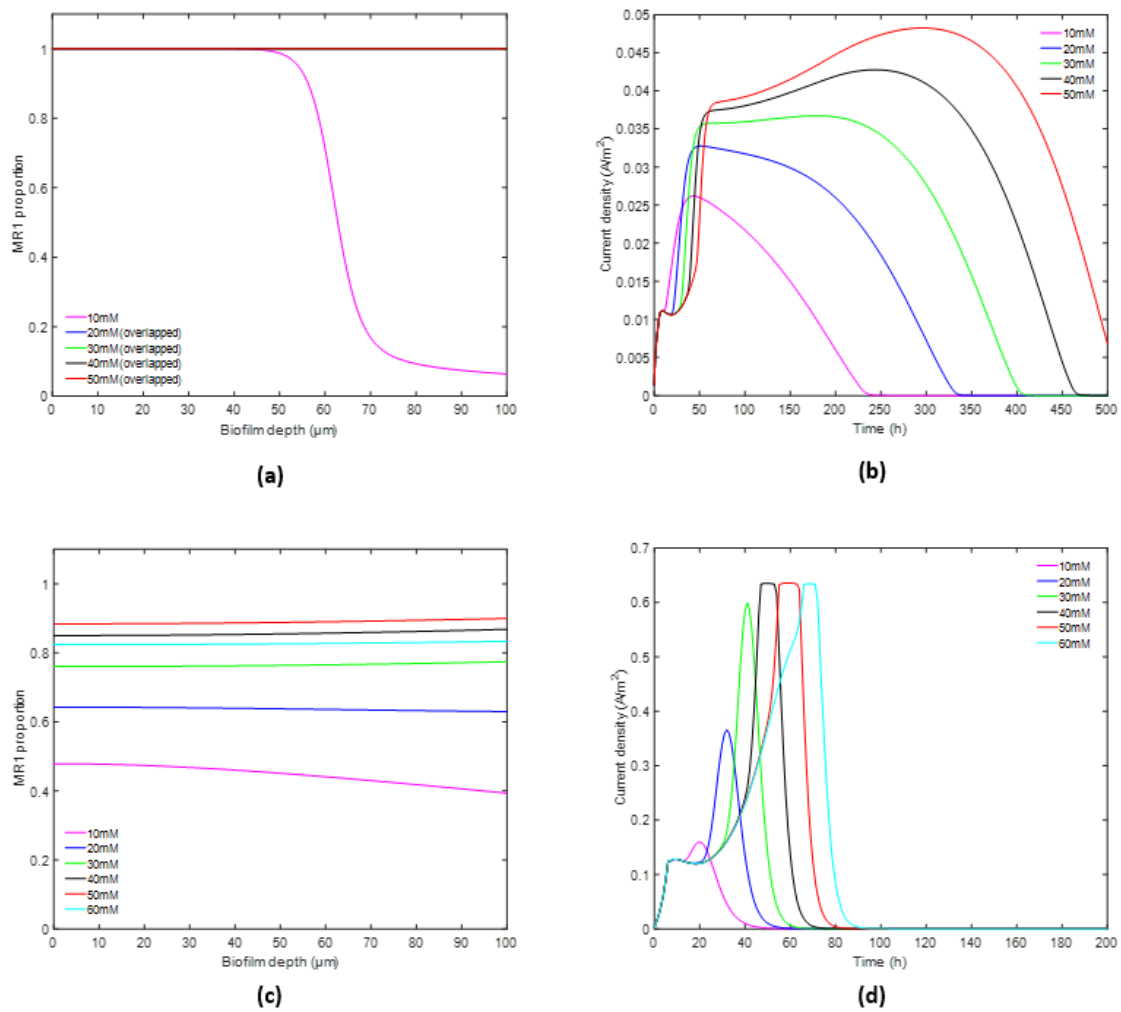 MR1 proportion
1
0.8
0.6
0.4
0.2
0
10mM
20mM(overlapped)
30mM(overlapped)
40mM(overlapped)
50mM(overlapped)
0 10 20 30 40 50 60 70 80 90 100
Biofilm depth (µm)
(a)
Current density (A/m²)
0.05
0.045
0.04
0.035
0.03
0.025
0.02
0.015
0.01
0.005
0
10mM
20mM
30mM
40mM
50mM
0 50 100 150 200 250 300 350 400 450 500
Time (h)
(b)
MR1 proportion
1
0.8
0.6
0.4
0.2
0
10mM
20mM
30mM
40mM
50mM
60mM
0 10 20 30 40 50 60 70 80 90 100
Biofilm depth (µm)
(c)
Current density (A/m²)
0.7
0.6
0.5
0.4
0.3
0.2
0.1
0
10mM
20mM
30mM
40mM
50mM
60mM
0 20 40 60 80 100 120 140 160 180 200
Time (h)
(d)